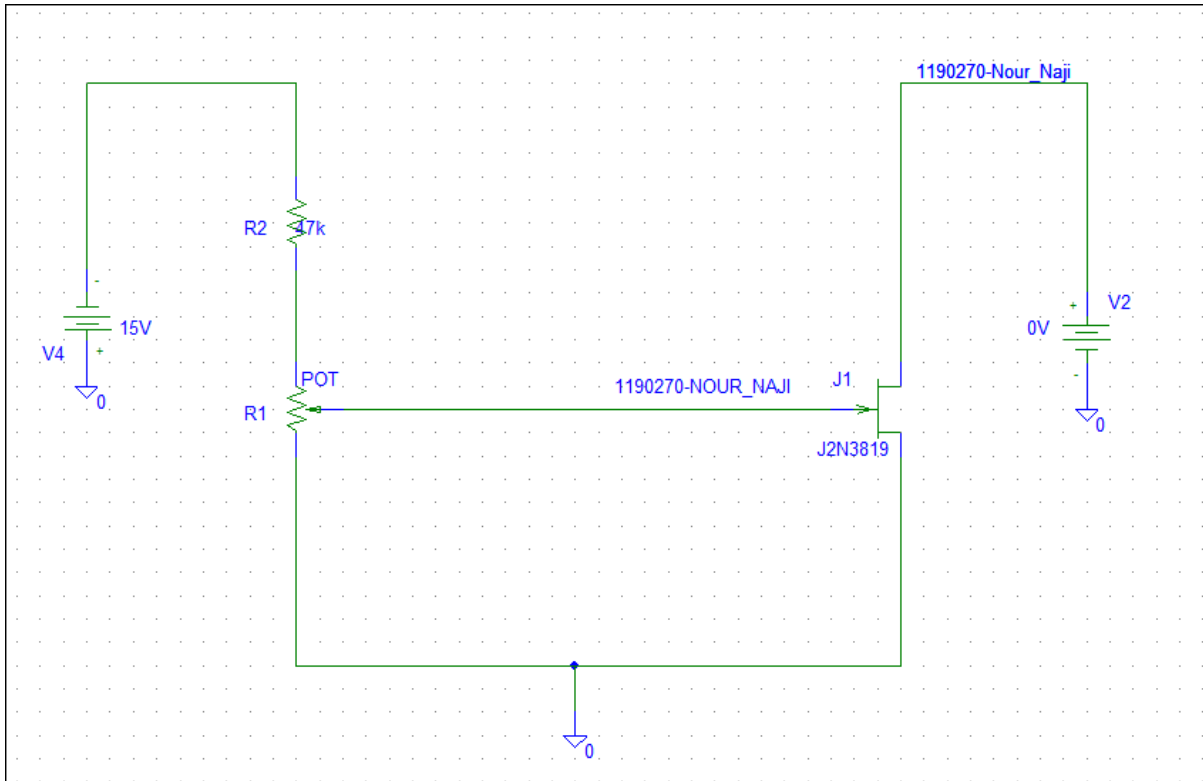 1190270-Nour_Naji
R2 47k
-
15V
V4 +
0
POT
R1
1190270-NOUR_NAJI
J1
J2N3819
+ V2
0V
-
0
0